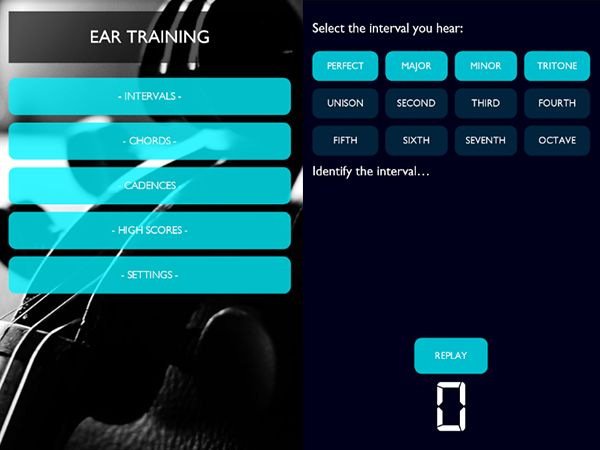 EAR TRAINING
- INTERVALS -
- CHORDS -
- CADENCES
- HIGH SCORES -
- SETTINGS -
Select the interval you hear:
PERFECT MAJOR MINOR TRITONE
UNISON SECOND THIRD FOURTH
FIFTH SIXTH SEVENTH OCTAVE
Identify the interval...
REPLAY
0